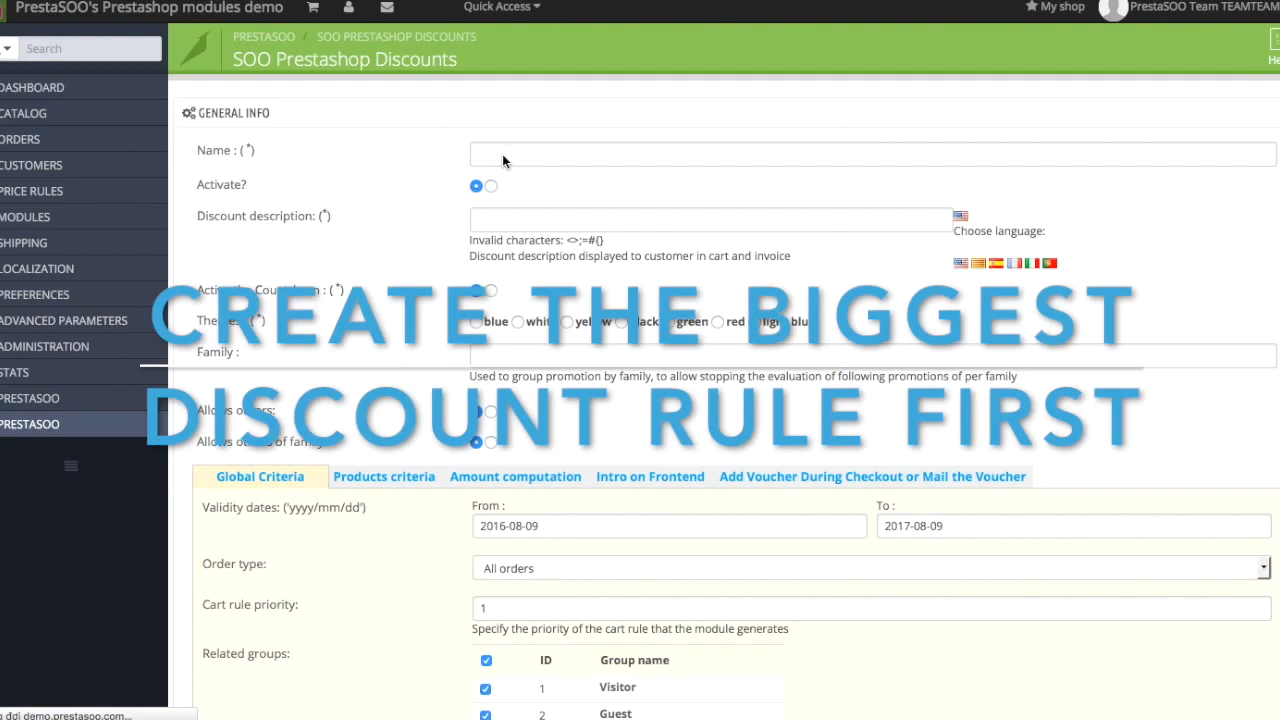 PrestaSOO's Prestashop modules demo Quick Access My shop PrestaSOO Team TEAMTEAM
Search
PRESTASOO / SOO PRESTASHOP DISCOUNTS
SOO Prestashop Discounts
DASHBOARD
CATALOG
ORDERS
CUSTOMERS
PRICE RULES
MODULES
SHIPPING
LOCALIZATION
PREFERENCES
ADVANCED PARAMETERS
ADMINISTRATION
STATS
PRESTASOO
PRESTASOO
GENERAL INFO
Name : (*)
Activate?
Discount description: (*)
Invalid characters: <>;=#{}
Discount description displayed to customer in cart and invoice
Choose language:
CREATE THE BIGGEST
DISCOUNT RULE FIRST
blue green red
Family :
Used to group promotion by family, to allow stopping the evaluation of following promotions of per family
Global Criteria Products criteria Amount computation Intro on Frontend Add Voucher During Checkout or Mail the Voucher
Validity dates: ('yyyy/mm/dd') From : To :
2016-08-09 2017-08-09
Order type: All orders
Cart rule priority: 1
Specify the priority of the cart rule that the module generates
Related groups: ID Group name
1 Visitor
2 Guest
demo.prestasoo.com...